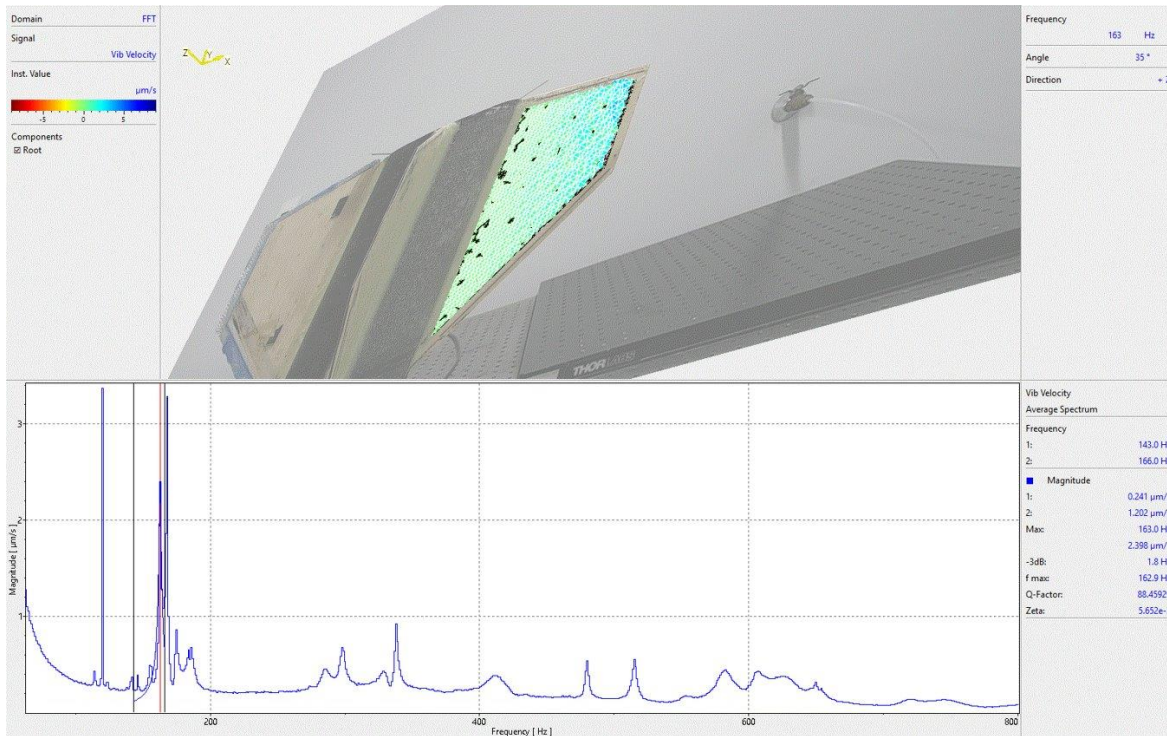 Domain FFT
Signal
Vib Velocity
Inst. Value
µm/s
-5 0 5
Components
Root
Z Y X
THORLABS
Frequency
163 Hz
Angle
35 °
Direction
Magnitude [ µm/s ]
3
2
1
200 400 600 800
Frequency [ Hz ]
Vib Velocity
Average Spectrum
Frequency
1: 143.0 H
2: 166.0 H
Magnitude
1: 0.241 µm/
2: 1.202 µm/
Max: 163.0 H
2.398 µm/
-3dB: 1.8 H
f max: 162.9 H
Q-Factor: 88.4592
Zeta: 5.652e-